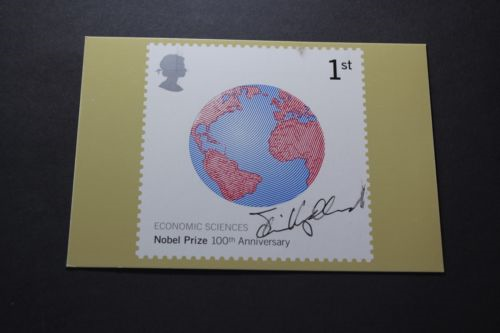 1st
ECONOMIC SCIENCES
Nobel Prize 100th Anniversary